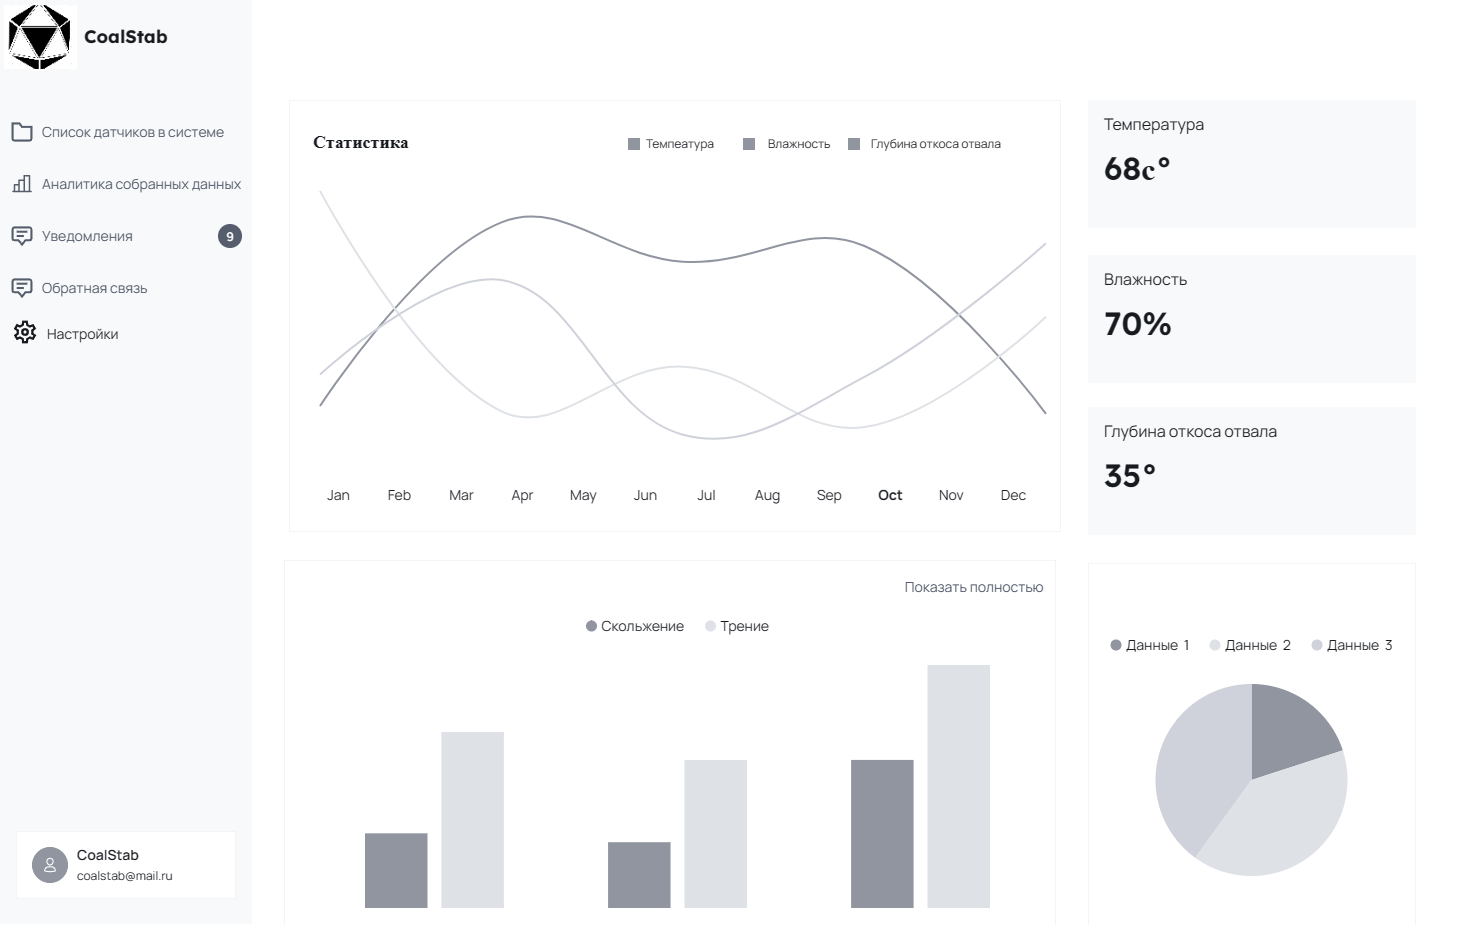 CoalStab
Список датчиков в системе
Аналитика собранных данных
Уведомления 9
Обратная связь
Настройки
CoalStab
coalstab@mail.ru
Статистика
Темпеатура Влажность Глубина откоса отвала
Jan Feb Mar Apr May Jun Jul Aug Sep Oct Nov Dec
Температура
68с°
Влажность
70%
Глубина откоса отвала
35°
Показать полностью
Скольжение Трение
Данные 1 Данные 2 Данные 3